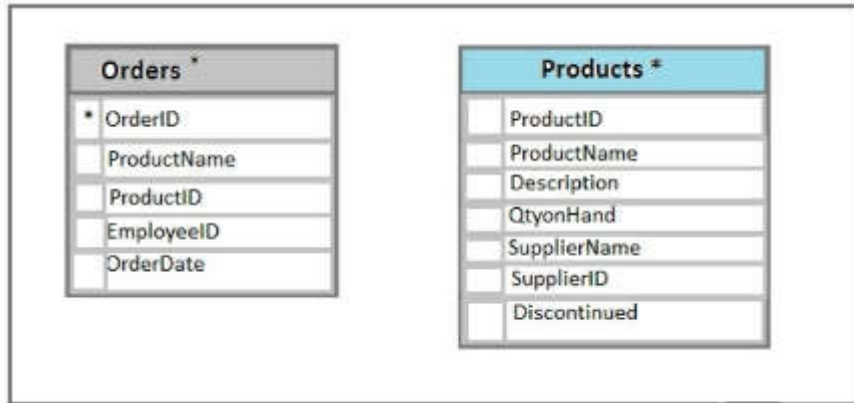 Orders *
* OrderID
ProductName
ProductID
EmployeeID
OrderDate
Products *
ProductID
ProductName
Description
QtyonHand
SupplierName
SupplierID
Discontinued